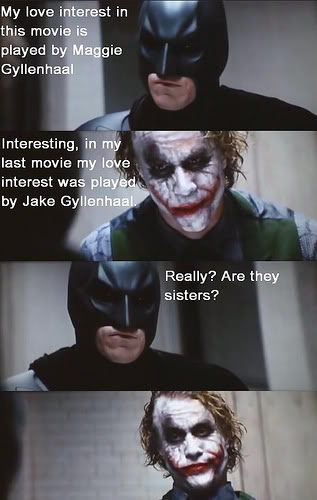 My love interest in
this movie is
played by Maggie
Gyllenhaal
Interesting, in my
last movie my love
interest was played
by Jake Gyllenhaal.
Really? Are they
sisters?